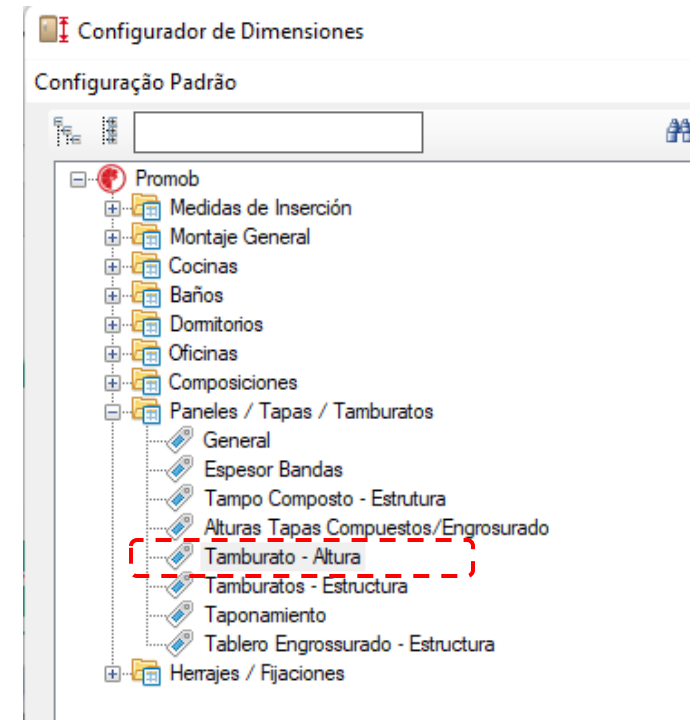 Configurador de Dimensiones
Configuração Padrão
Promob
Medidas de Inserción
Montaje General
Cocinas
Baños
Dormitorios
Oficinas
Composiciones
Paneles / Tapas / Tamburatos
General
Espesor Bandas
Tampo Composto - Estrutura
Alturas Tapas Compuestos/Engrosurado
Tamburato - Altura
Tamburatos - Estructura
Taponamiento
Tablero Engrossurado - Estructura
Herrajes / Fijaciones